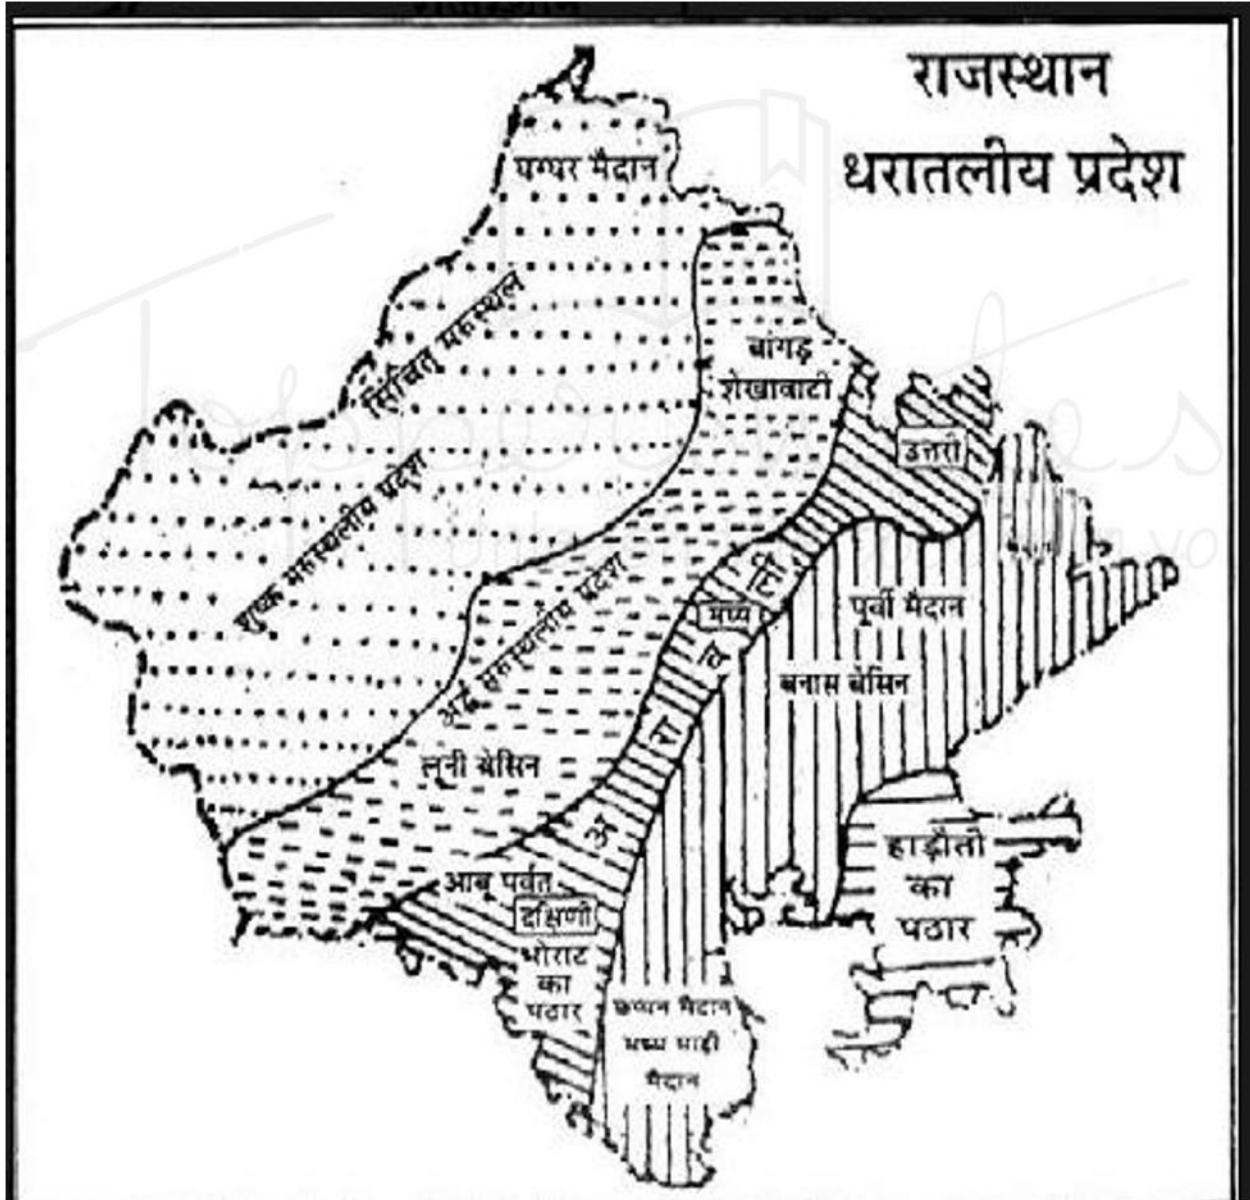 राजस्थान
धरातलीय प्रदेश
घग्घर मैदान
सिंचित् मरुस्थल
बांगड़
शेखावाटी
उत्तरी
शुष्क मरुस्थलीय प्रदेश
अर्द्ध मरुस्थलीय प्रदेश
ली
मध्य
व
रा
अ
पूर्वी मैदान
बनास बेसिन
लूनी बेसिन
हाड़ौती
का
पठार
आबू पर्वत
दक्षिणी
भोराट
का
पठार
छप्पन मैदान
मध्य माही
मैदान